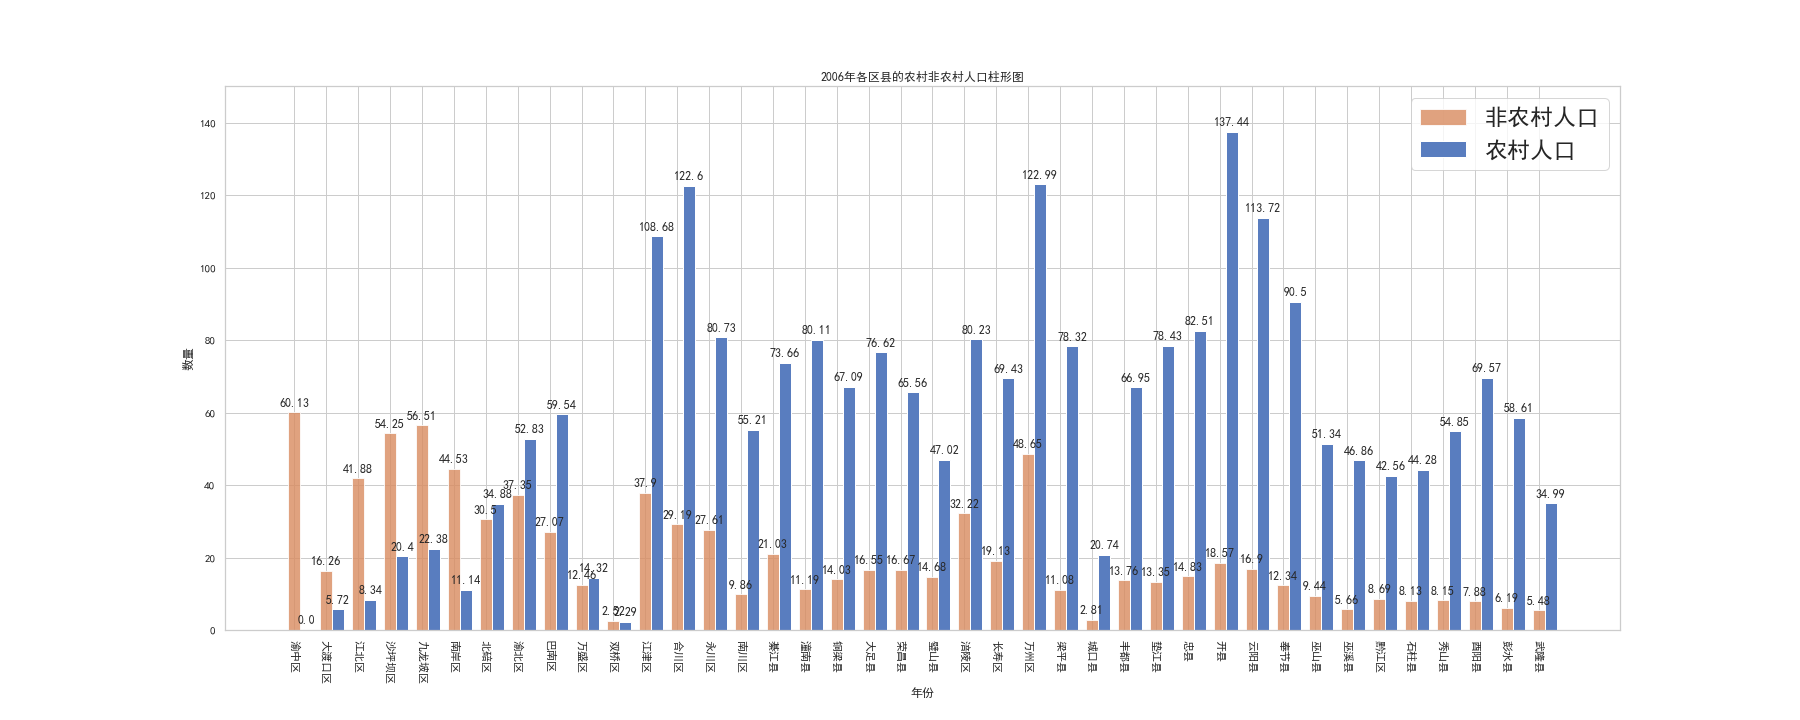 2006年各区县的农村非农村人口柱形图
非农村人口
农村人口
数量
140
120
100
80
60
40
20
0
60.13
0.0
16.26
5.72
41.88
8.34
54.25
20.4
56.51
22.38
44.53
11.14
30.5
34.88
37.35
52.83
27.07
59.54
12.46
14.32
2.52
2.29
37.9
108.68
29.19
122.6
27.61
80.73
9.86
55.21
21.03
73.66
11.19
80.11
14.03
67.09
16.55
76.62
16.67
65.56
14.68
47.02
32.22
80.23
19.13
69.43
48.65
122.99
11.08
78.32
2.81
20.74
13.76
66.95
13.35
78.43
14.83
82.51
18.57
137.44
16.9
113.72
12.34
90.5
9.44
51.34
5.66
46.86
8.69
42.56
8.13
44.28
8.15
54.85
7.88
69.57
6.19
58.61
5.48
34.99
渝中区
大渡口区
江北区
沙坪坝区
九龙坡区
南岸区
北碚区
渝北区
巴南区
万盛区
双桥区
江津区
合川区
永川区
南川区
綦江县
潼南县
铜梁县
大足县
荣昌县
璧山县
涪陵区
长寿区
万州区
梁平县
城口县
丰都县
垫江县
忠县
开县
云阳县
奉节县
巫山县
巫溪县
黔江区
石柱县
秀山县
酉阳县
彭水县
武隆县
年份